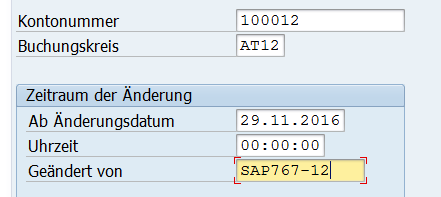 Kontonummer 100012
Buchungskreis AT12
Zeitraum der Änderung
Ab Änderungsdatum 29.11.2016
Uhrzeit 00:00:00
Geändert von SAP767-12